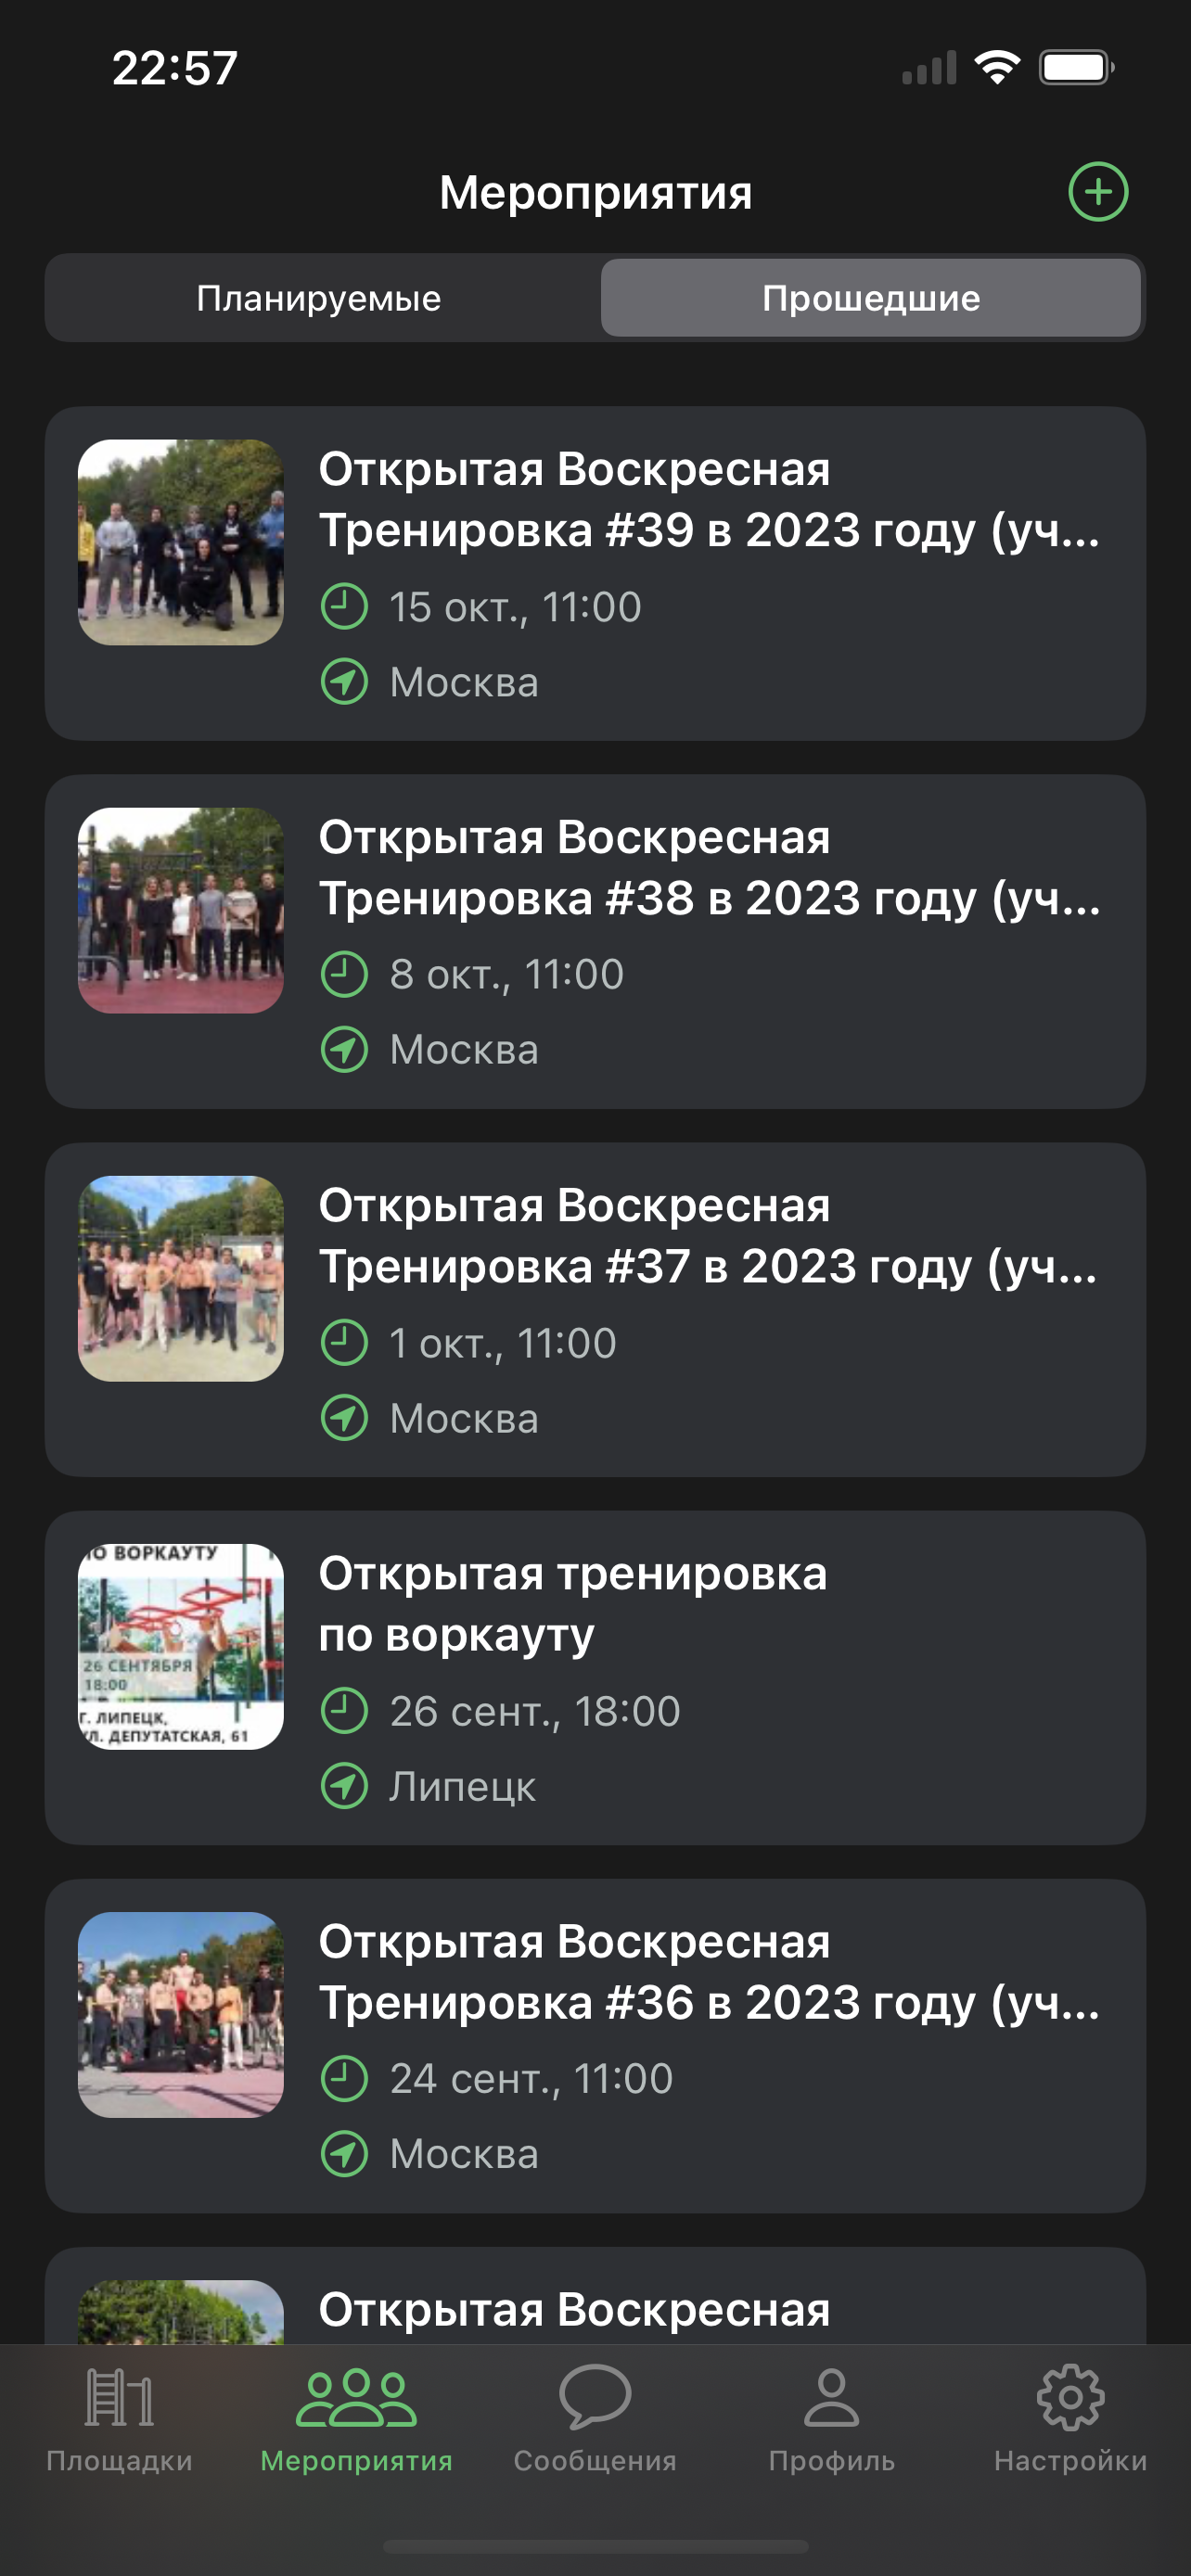 22:57
Мероприятия
Планируемые
Прошедшие
Открытая Воскресная
Тренировка #39 в 2023 году (уч...
15 окт., 11:00
Москва
Открытая Воскресная
Тренировка #38 в 2023 году (уч...
8 окт., 11:00
Москва
Открытая Воскресная
Тренировка #37 в 2023 году (уч...
1 окт., 11:00
Москва
ВОРКАУТУ
26 СЕНТЯБРЯ
18:00
Г. ЛИПЕЦК,
УЛ. ДЕПУТАТСКАЯ, 61
Открытая тренировка
по воркауту
26 сент., 18:00
Липецк
Открытая Воскресная
Тренировка #36 в 2023 году (уч...
24 сент., 11:00
Москва
Открытая Воскресная
Площадки
Мероприятия
Сообщения
Профиль
Настройки